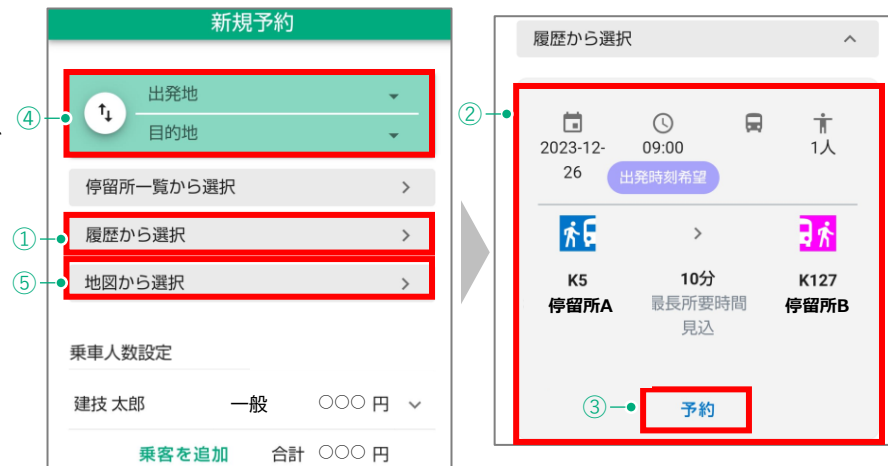 新規予約
④
出発地
目的地
停留所一覧から選択
①
履歴から選択
⑤
地図から選択
乗車人数設定
建技 太郎 一般 ○○○ 円
乗客を追加 合計 ○○○ 円
履歴から選択
②
2023-12-
26
09:00
1人
出発時刻希望
K5
停留所A
10分
最長所要時間
見込
K127
停留所B
③
予約